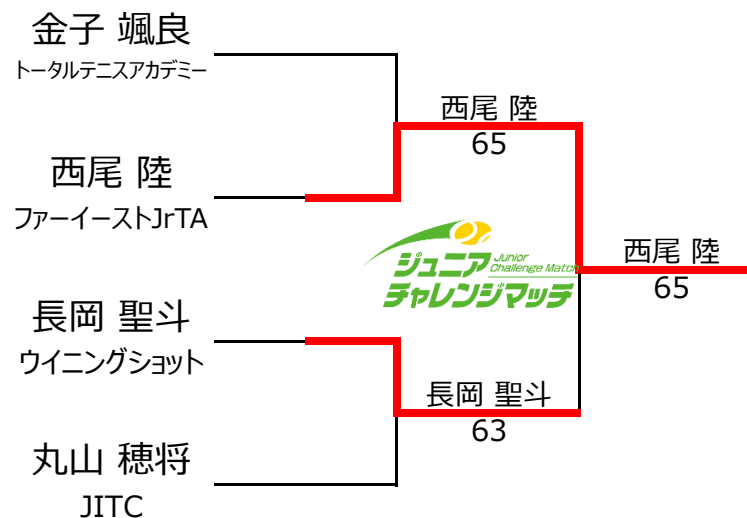 金子 颯良
トータルテニスアカデミー
西尾 陸
65
西尾 陸
ファーイーストJrTA
西尾 陸
65
ジュニア Junior Challenge Match
チャレンジマッチ
長岡 聖斗
ウイニングショット
長岡 聖斗
63
丸山 穂将
JITC